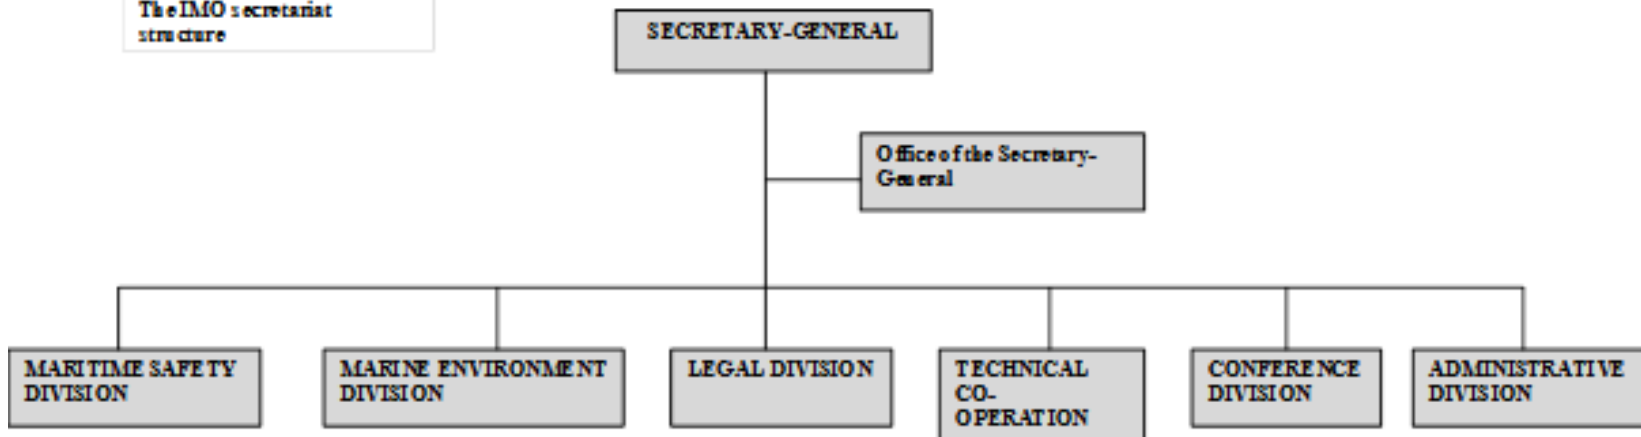 The IMO secretariat
structure
SECRETARY-GENERAL
Office of the Secretary-
General
MARITIME SAFETY
DIVISION
MARINE ENVIRONMENT
DIVISION
LEGAL DIVISION
TECHNICAL
CO-
OPERATION
CONFERENCE
DIVISION
ADMINISTRATIVE
DIVISION